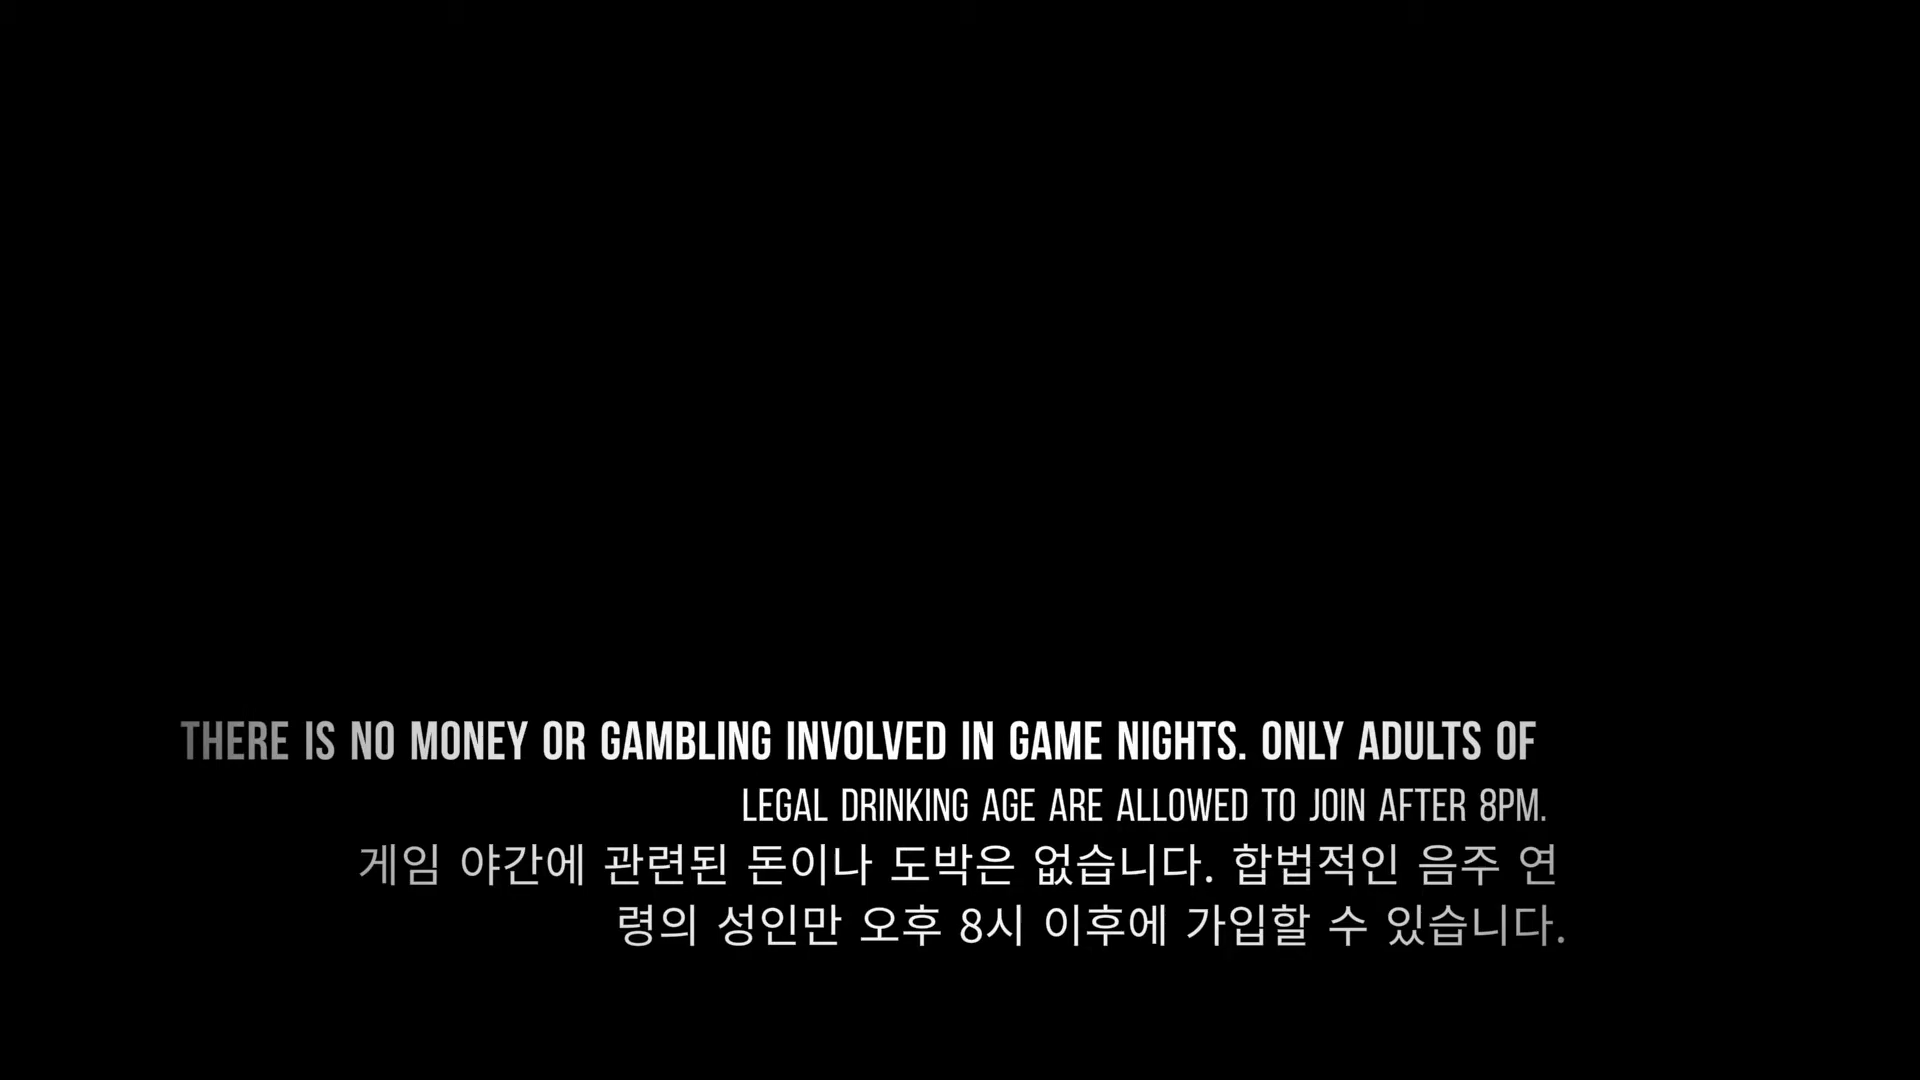 THERE IS NO MONEY OR GAMBLING INVOLVED IN GAME NIGHTS. ONLY ADULTS OF
LEGAL DRINKING AGE ARE ALLOWED TO JOIN AFTER 8PM.
게임 야간에 관련된 돈이나 도박은 없습니다. 합법적인 음주 연
령의 성인만 오후 8시 이후에 가입할 수 있습니다.